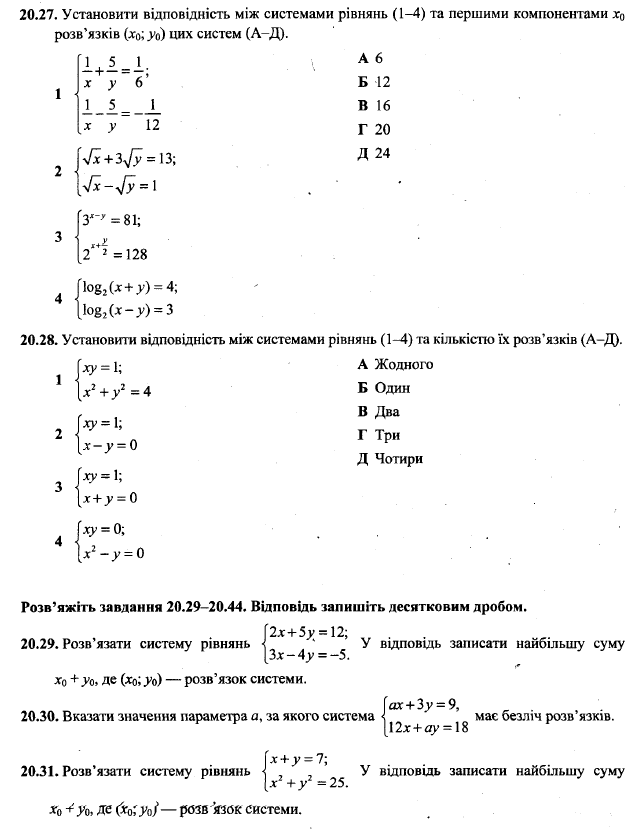 20.27. Установити відповідність між системами рівнянь (1–4) та першими компонентами x₀
розв'язків (x₀; y₀) цих систем (А–Д).
1 {1/x + 5/y = 1/6; А 6
1/x − 5/y = −1/12 Б 12
В 16
Г 20
2 {√x + 3√y = 13; Д 24
√x − √y = 1
3 {3^(x−y) = 81;
2^(x+y/2) = 128
4 {log₂(x + y) = 4;
log₂(x − y) = 3
20.28. Установити відповідність між системами рівнянь (1–4) та кількістю їх розв'язків (А–Д).
1 {xy = 1; А Жодного
x² + y² = 4 Б Один
2 {xy = 1; В Два
x − y = 0 Г Три
Д Чотири
3 {xy = 1;
x + y = 0
4 {xy = 0;
x² − y = 0
Розв'яжіть завдання 20.29–20.44. Відповідь запишіть десятковим дробом.
20.29. Розв'язати систему рівнянь {2x + 5y = 12; 3x − 4y = −5. У відповідь записати найбільшу суму
x₀ + y₀, де (x₀; y₀) — розв'язок системи.
20.30. Вказати значення параметра a, за якого система {ax + 3y = 9, 12x + ay = 18 має безліч розв'язків.
20.31. Розв'язати систему рівнянь {x + y = 7; x² + y² = 25. У відповідь записати найбільшу суму
x₀ + y₀, де (x₀; y₀) — розв'язок системи.